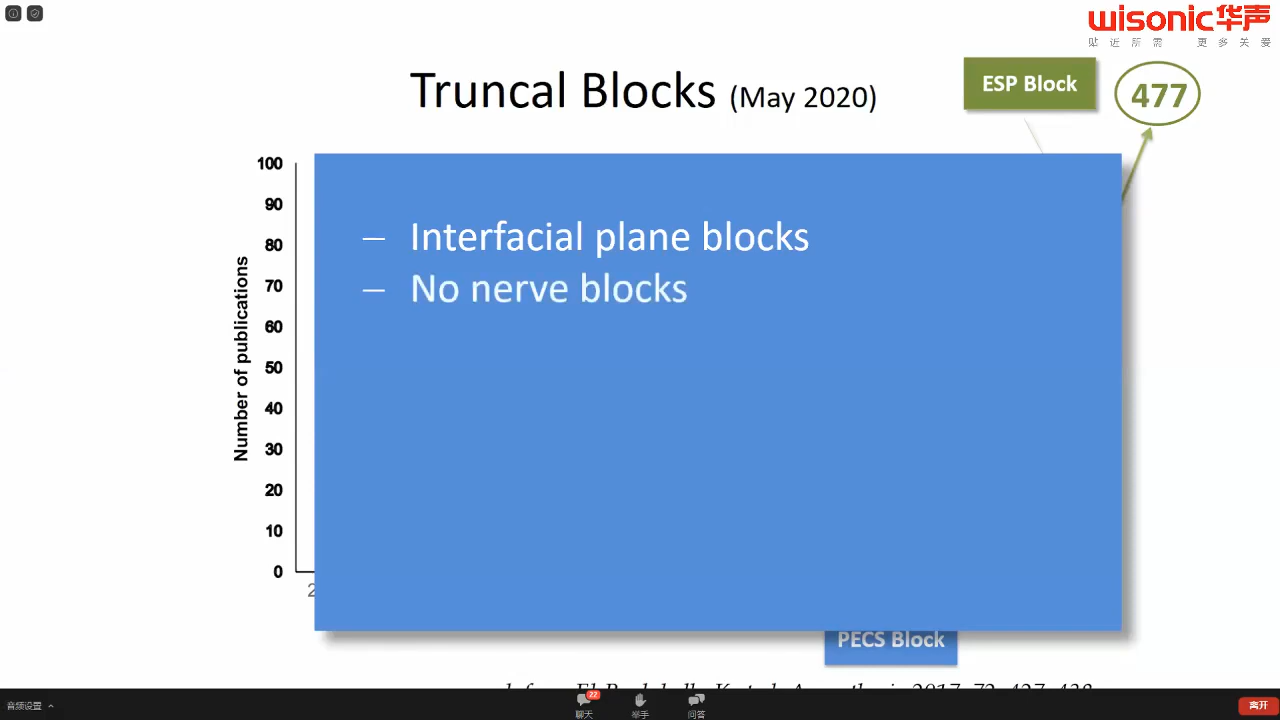 wisonic华声
贴近所需 更多关爱
Truncal Blocks (May 2020)
ESP Block
477
100
90
80
70
60
50
40
30
20
10
0
Number of publications
– Interfacial plane blocks
– No nerve blocks
2
PECS Block
2017
音频设置
22
聊天
举手
问答
离开